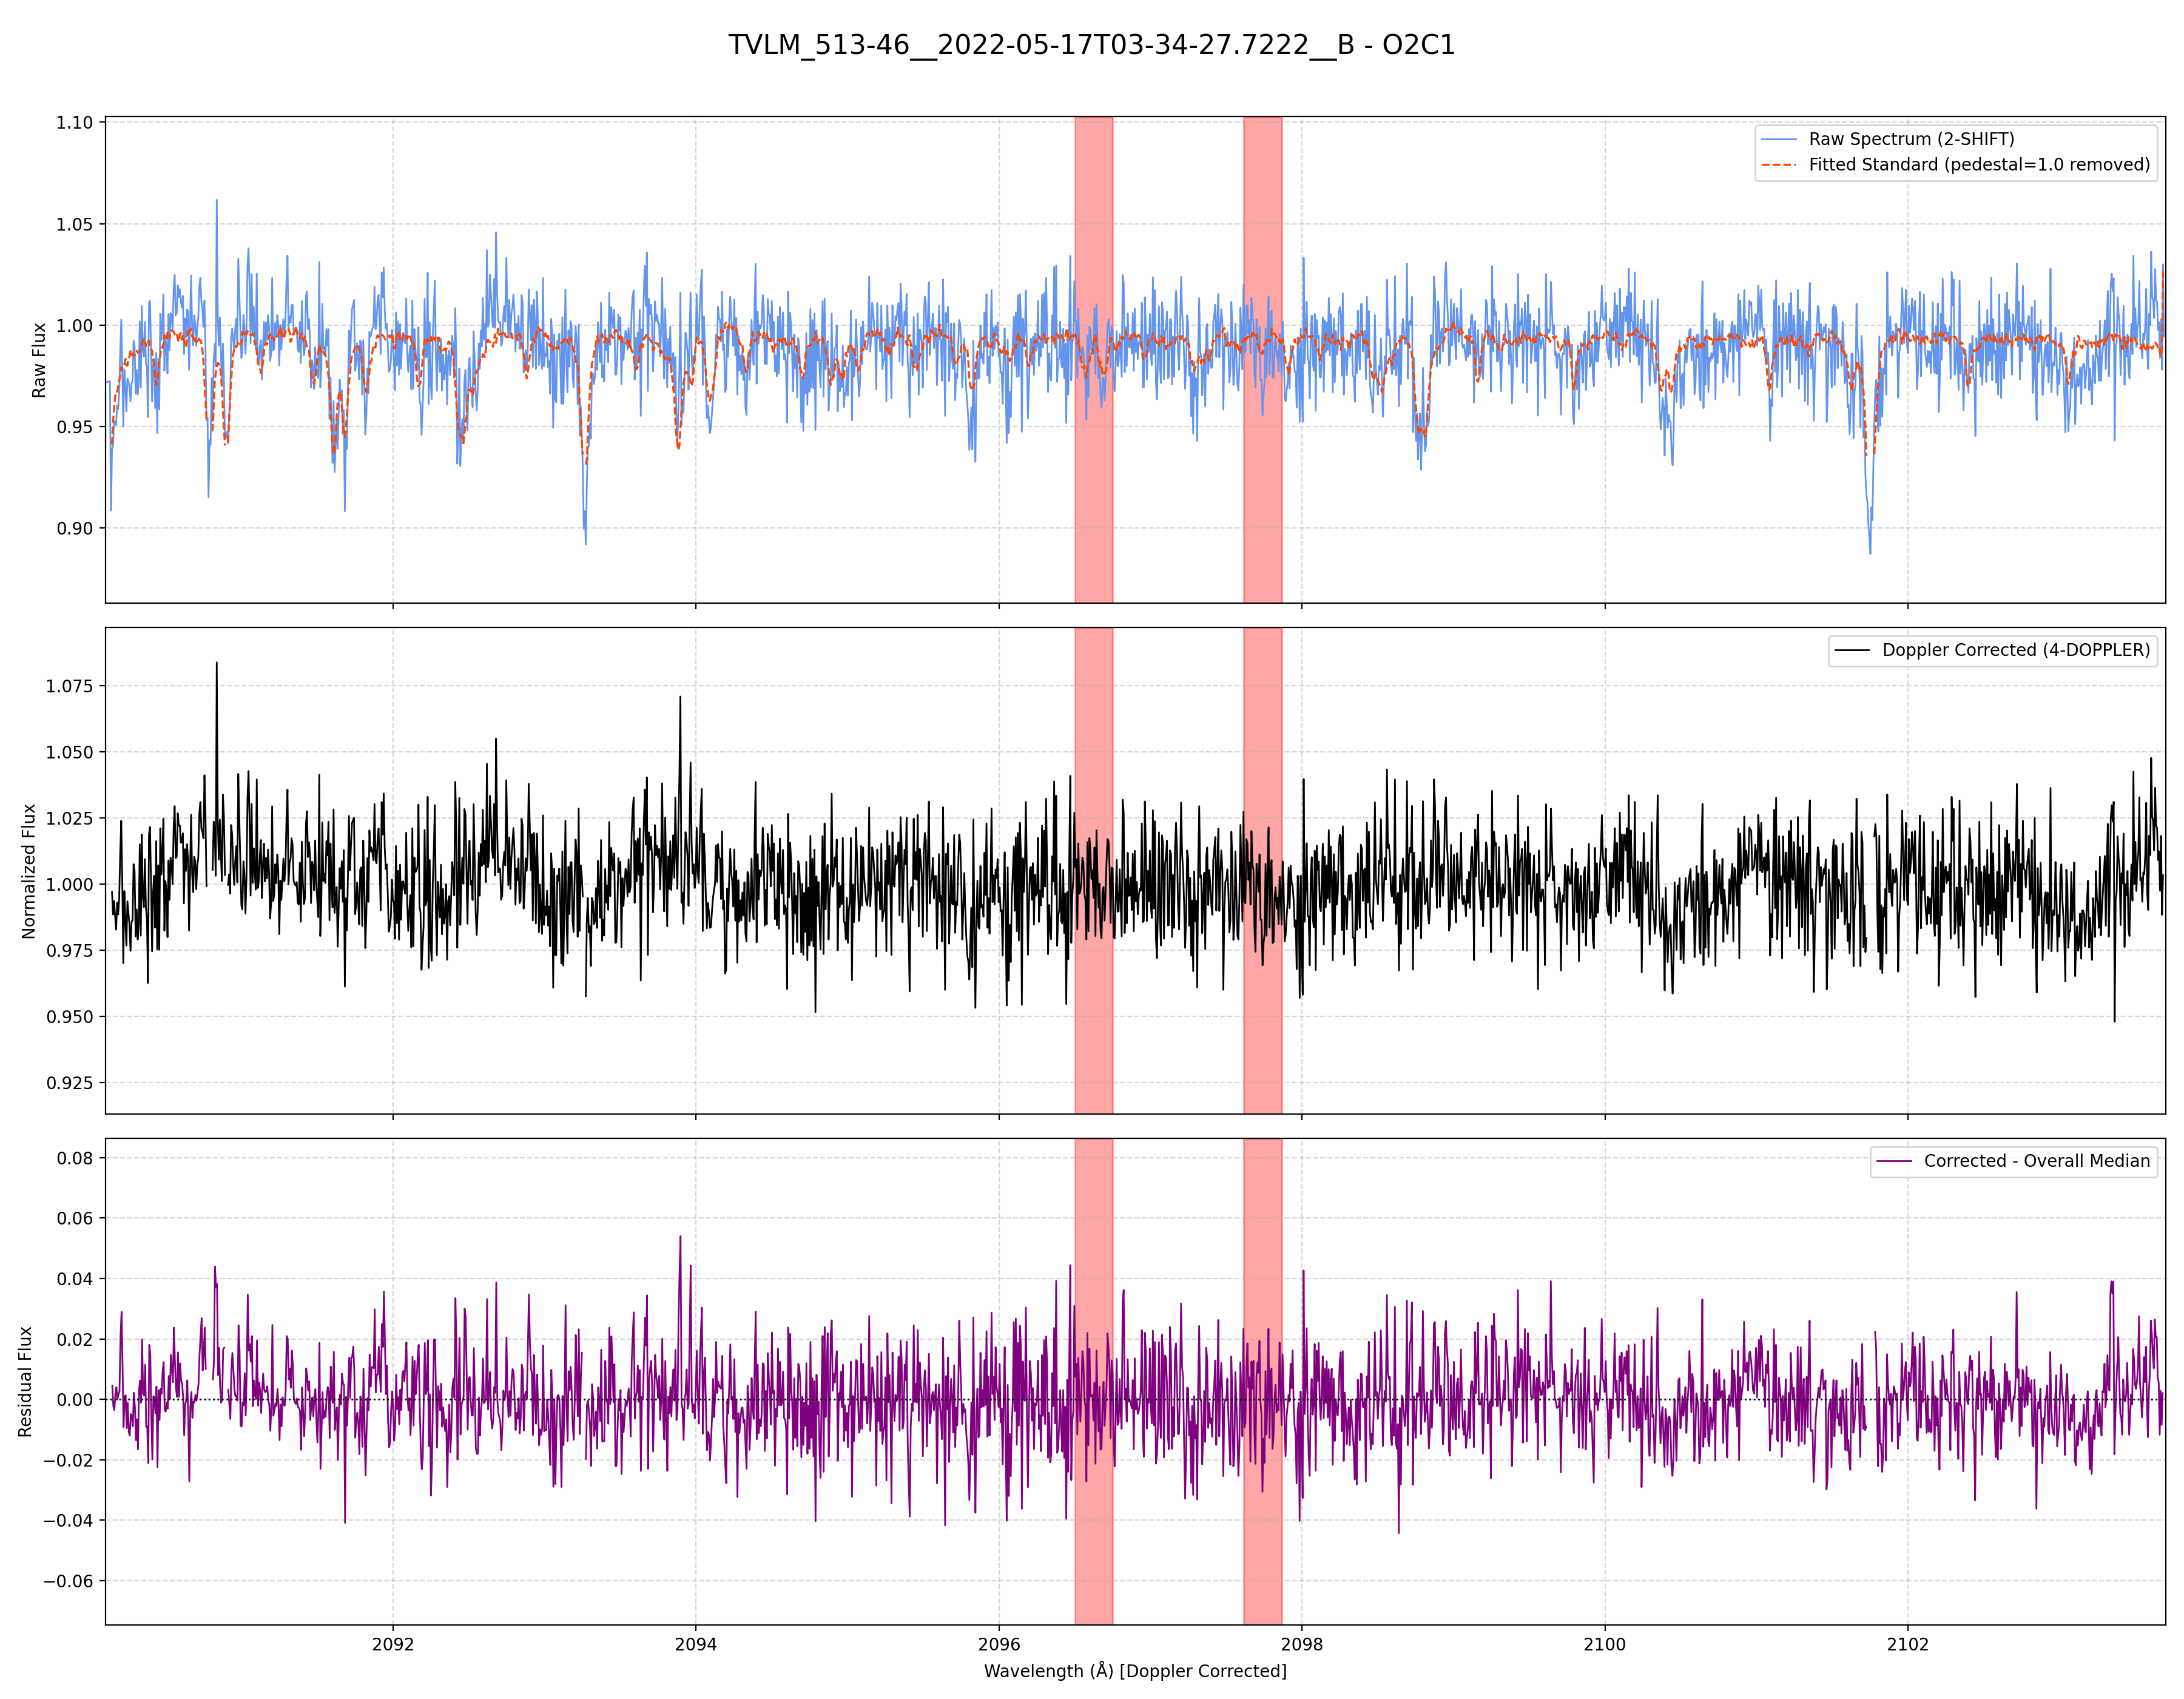 TVLM_513-46__2022-05-17T03-34-27.7222__B - O2C1
1.10
1.05
1.00
0.95
0.90
Raw Flux
Raw Spectrum (2-SHIFT)
Fitted Standard (pedestal=1.0 removed)
1.075
1.050
1.025
1.000
0.975
0.950
0.925
Normalized Flux
Doppler Corrected (4-DOPPLER)
0.08
0.06
0.04
0.02
0.00
−0.02
−0.04
−0.06
Residual Flux
Corrected - Overall Median
2092 2094 2096 2098 2100 2102
Wavelength (Å) [Doppler Corrected]